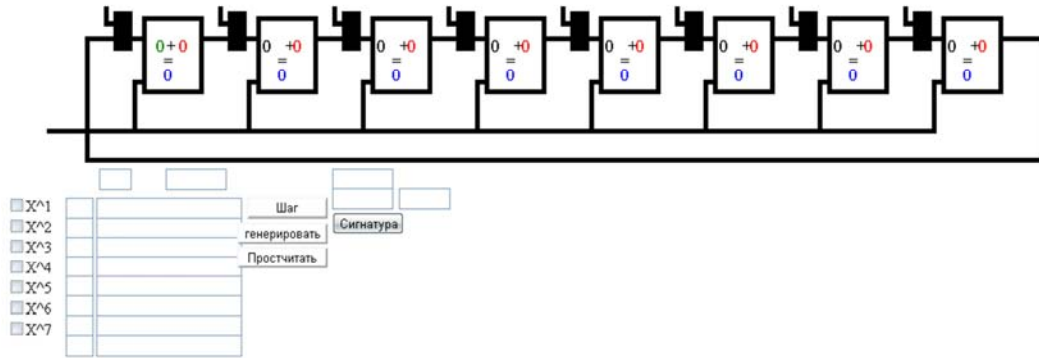 0+0 0 +0 0 +0 0 +0 0 +0 0 +0 0 +0 0 +0
= = = = = = = =
0 0 0 0 0 0 0 0
X^1 Шаг
X^2 Сигнатура
генерировать
X^3
X^4 Простчитать
X^5
X^6
X^7